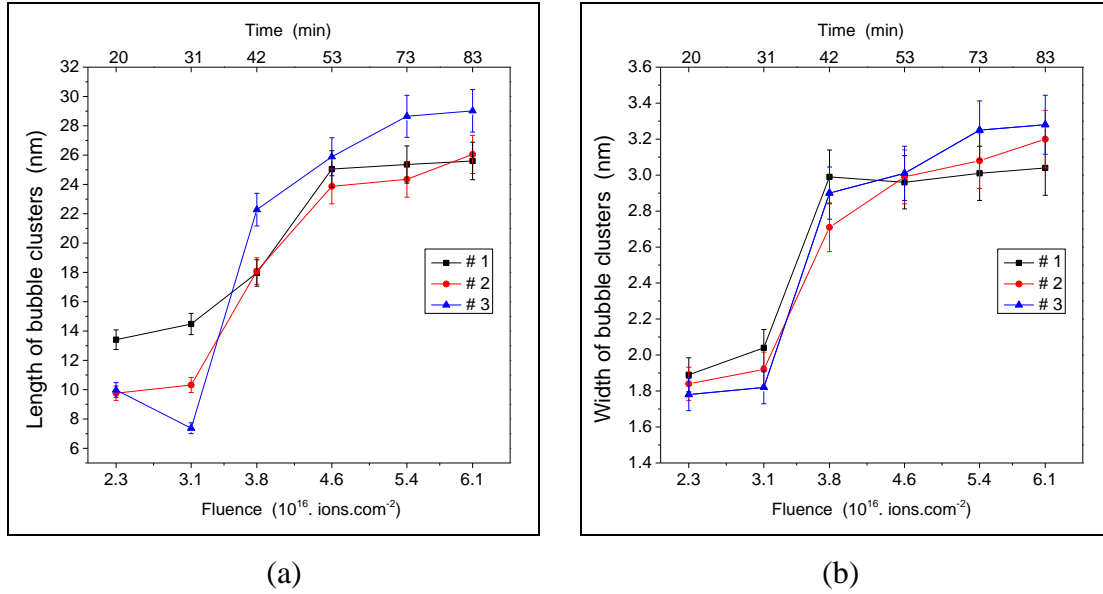 Time (min)
20 31 42 53 73 83
32
30
28
26
24
22
20
18
16
14
12
10
8
6
Length of bubble clusters (nm)
# 1
# 2
# 3
2.3 3.1 3.8 4.6 5.4 6.1
Fluence (10^16. ions.com^-2)
(a)
Time (min)
20 31 42 53 73 83
3.6
3.4
3.2
3.0
2.8
2.6
2.4
2.2
2.0
1.8
1.6
1.4
Width of bubble clusters (nm)
# 1
# 2
# 3
2.3 3.1 3.8 4.6 5.4 6.1
Fluence (10^16. ions.com^-2)
(b)